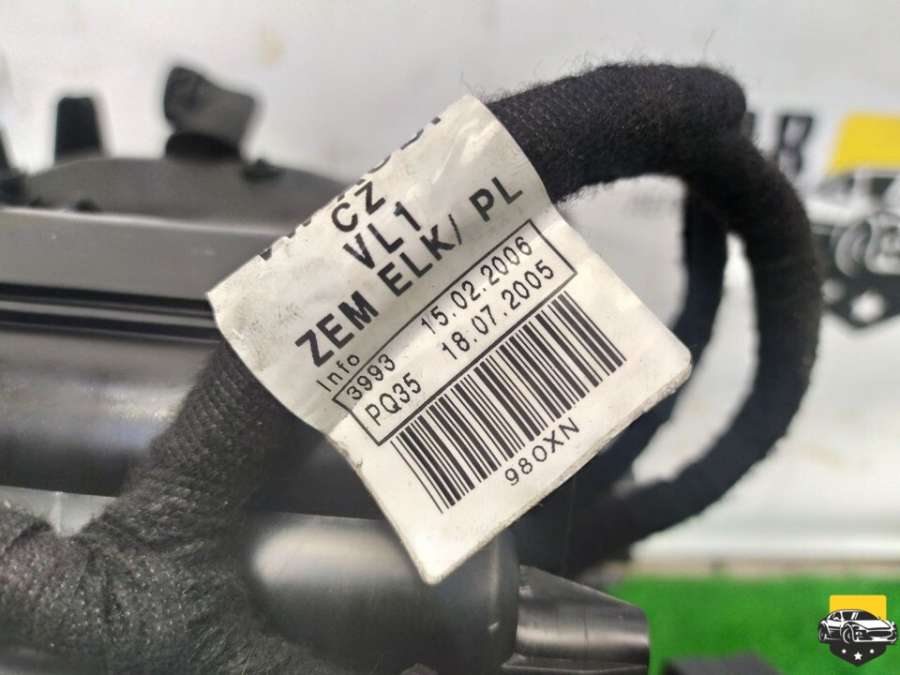 CZ
VL1
ZEM ELK/ PL
Info
3993 15.02.2006
PQ35 18.07.2005
980XN